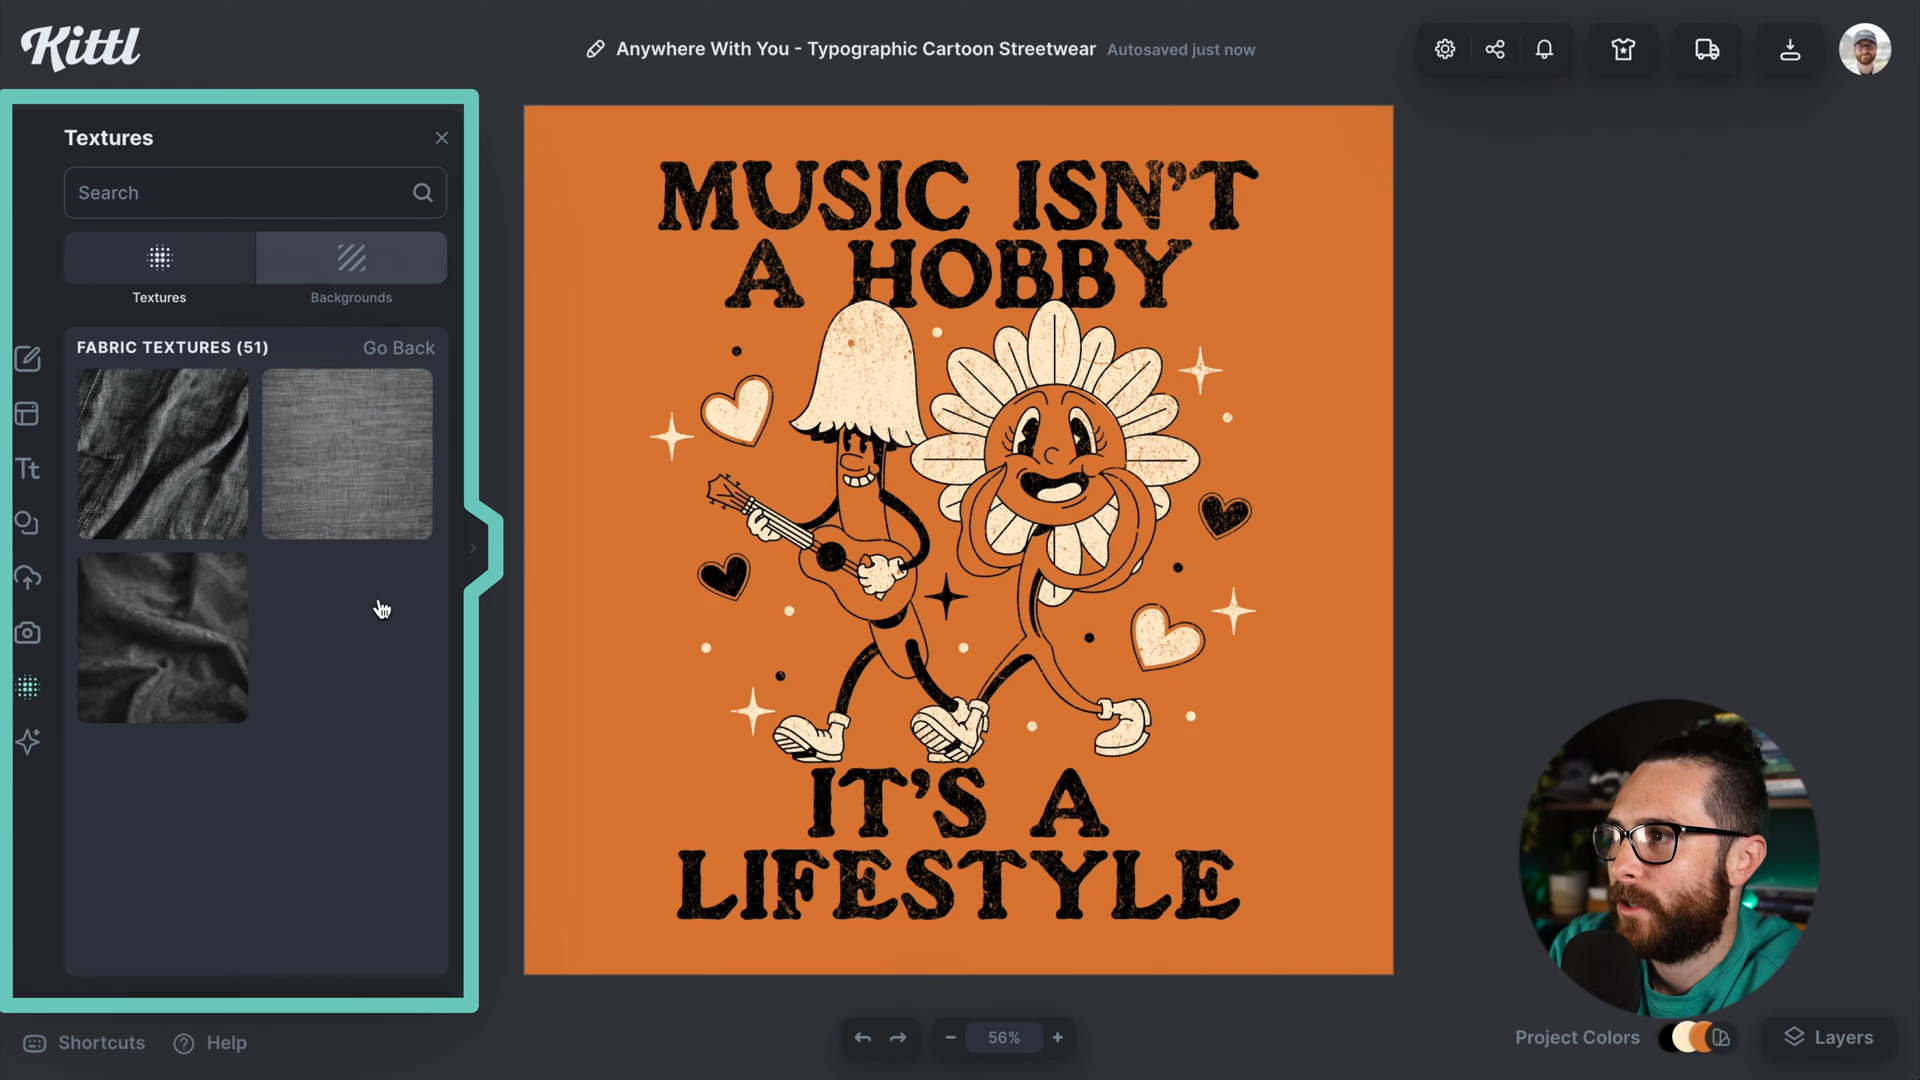 Kittl
Anywhere With You - Typographic Cartoon Streetwear Autosaved just now
Textures
Search
Textures Backgrounds
FABRIC TEXTURES (51) Go Back
Tt
MUSIC ISN'T
A HOBBY
IT'S A
LIFESTYLE
Shortcuts Help
56%
Project Colors
Layers